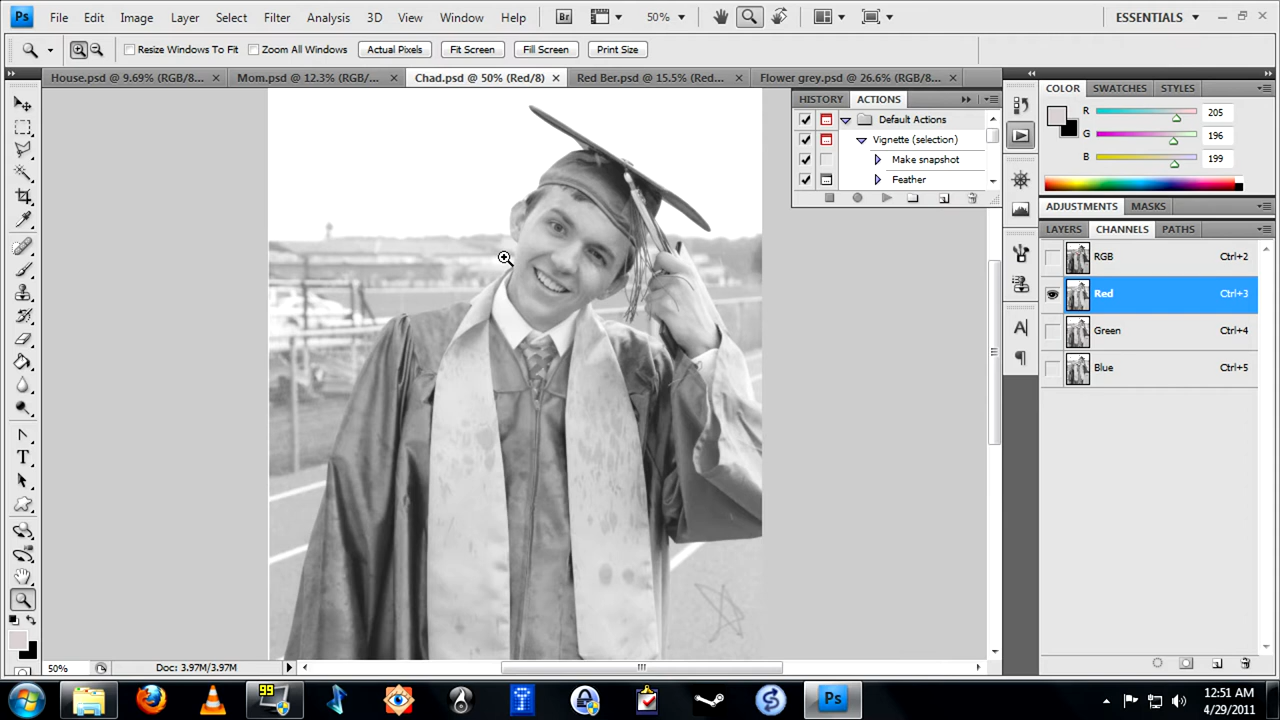 Ps File Edit Image Layer Select Filter Analysis 3D View Window Help Br 50% ESSENTIALS
Resize Windows To Fit Zoom All Windows Actual Pixels Fit Screen Fill Screen Print Size
House.psd @ 9.69% (RGB/8... Mom.psd @ 12.3% (RGB/... Chad.psd @ 50% (Red/8) Red Ber.psd @ 15.5% (Red... Flower grey.psd @ 26.6% (RGB/8...
HISTORY ACTIONS
Default Actions
Vignette (selection)
Make snapshot
Feather
COLOR SWATCHES STYLES
R 205
G 196
B 199
ADJUSTMENTS MASKS
LAYERS CHANNELS PATHS
RGB Ctrl+2
Red Ctrl+3
Green Ctrl+4
Blue Ctrl+5
A
T
50% Doc: 3.97M/3.97M
99 Ps 12:51 AM
4/29/2011